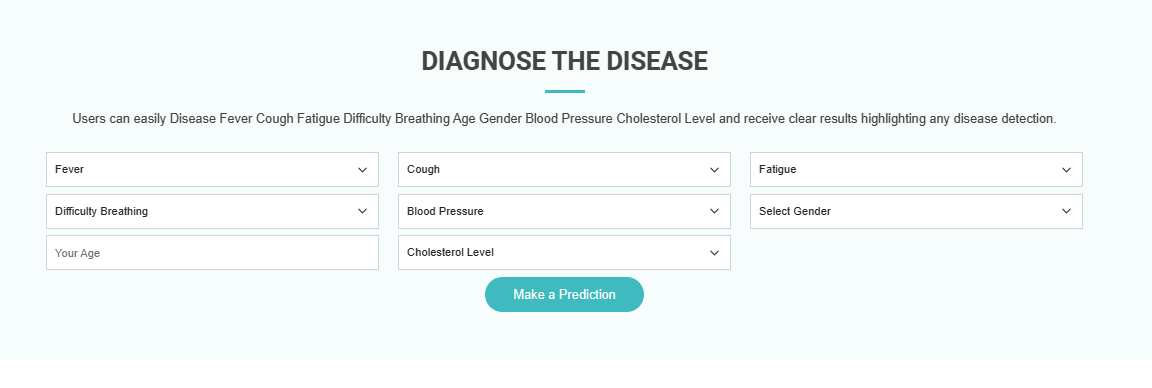 DIAGNOSE THE DISEASE
Users can easily Disease Fever Cough Fatigue Difficulty Breathing Age Gender Blood Pressure Cholesterol Level and receive clear results highlighting any disease detection.
Fever
Cough
Fatigue
Difficulty Breathing
Blood Pressure
Select Gender
Your Age
Cholesterol Level
Make a Prediction